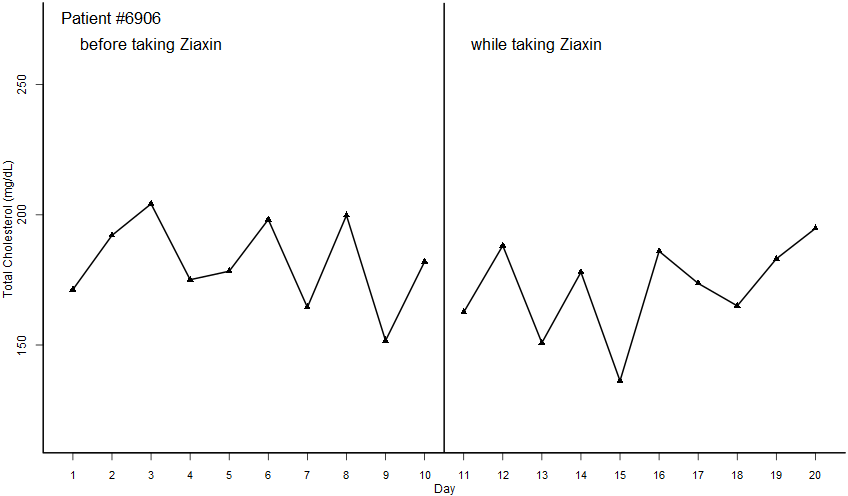 Patient #6906
before taking Ziaxin
while taking Ziaxin
Total Cholesterol (mg/dL)
250
200
150
1 2 3 4 5 6 7 8 9 10 11 12 13 14 15 16 17 18 19 20
Day